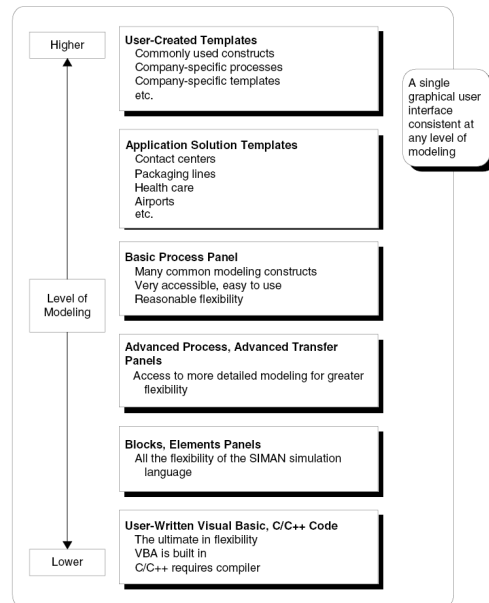 Higher
User-Created Templates
Commonly used constructs
Company-specific processes
Company-specific templates
etc.
A single
graphical user
interface
consistent at
any level of
modeling
Application Solution Templates
Contact centers
Packaging lines
Health care
Airports
etc.
Level of
Modeling
Basic Process Panel
Many common modeling constructs
Very accessible, easy to use
Reasonable flexibility
Advanced Process, Advanced Transfer
Panels
Access to more detailed modeling for greater
flexibility
Blocks, Elements Panels
All the flexibility of the SIMAN simulation
language
Lower
User-Written Visual Basic, C/C++ Code
The ultimate in flexibility
VBA is built in
C/C++ requires compiler